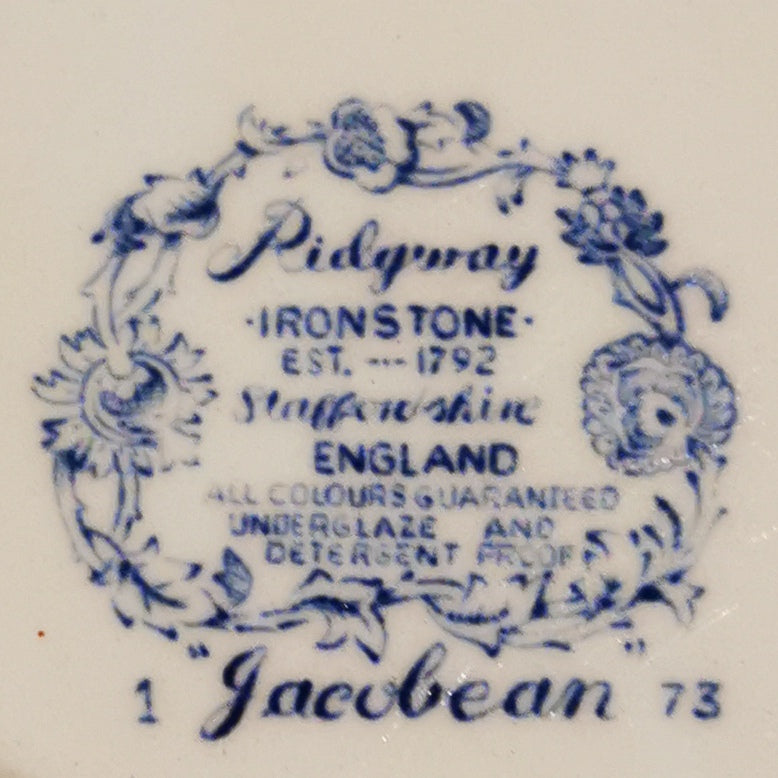 Ridgway
·IRONSTONE·
EST. --- 1792
Staffordshire
ENGLAND
ALL COLOURS GUARANTEED
UNDERGLAZE AND
DETERGENT PROOF
1 "Jacobean" 73